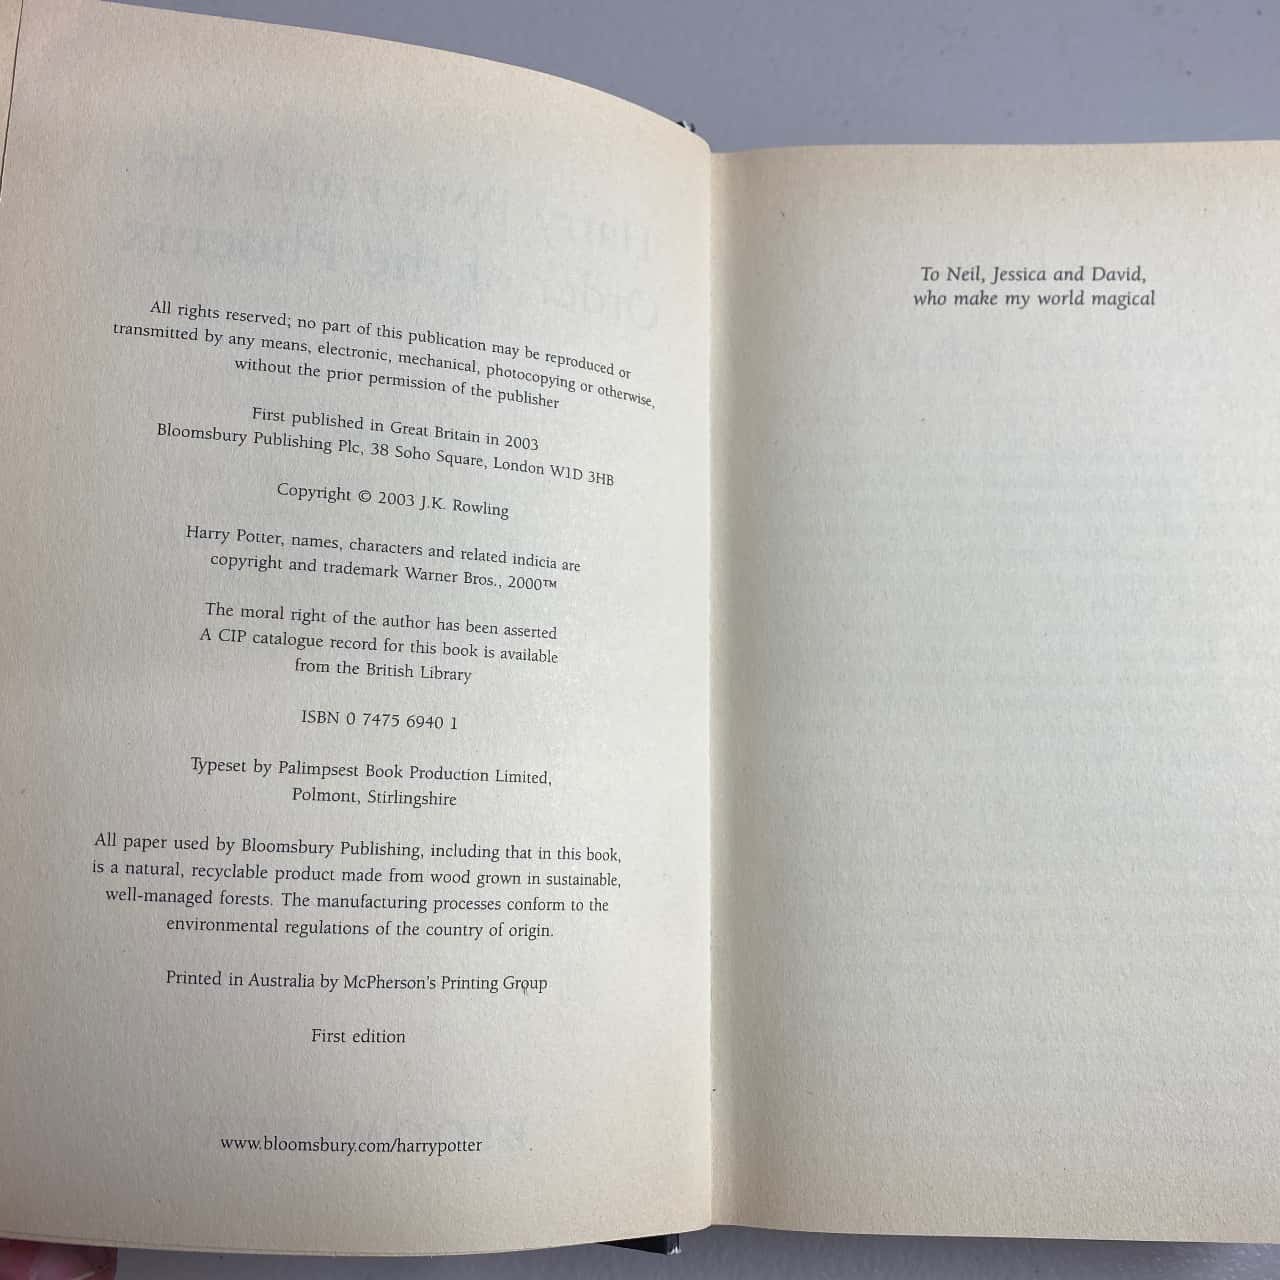 All rights reserved; no part of this publication may be reproduced or
transmitted by any means, electronic, mechanical, photocopying or otherwise,
without the prior permission of the publisher
First published in Great Britain in 2003
Bloomsbury Publishing Plc, 38 Soho Square, London W1D 3HB
Copyright © 2003 J.K. Rowling
Harry Potter, names, characters and related indicia are
copyright and trademark Warner Bros., 2000™
The moral right of the author has been asserted
A CIP catalogue record for this book is available
from the British Library
ISBN 0 7475 6940 1
Typeset by Palimpsest Book Production Limited,
Polmont, Stirlingshire
All paper used by Bloomsbury Publishing, including that in this book,
is a natural, recyclable product made from wood grown in sustainable,
well-managed forests. The manufacturing processes conform to the
environmental regulations of the country of origin.
Printed in Australia by McPherson's Printing Group
First edition
www.bloomsbury.com/harrypotter
To Neil, Jessica and David,
who make my world magical